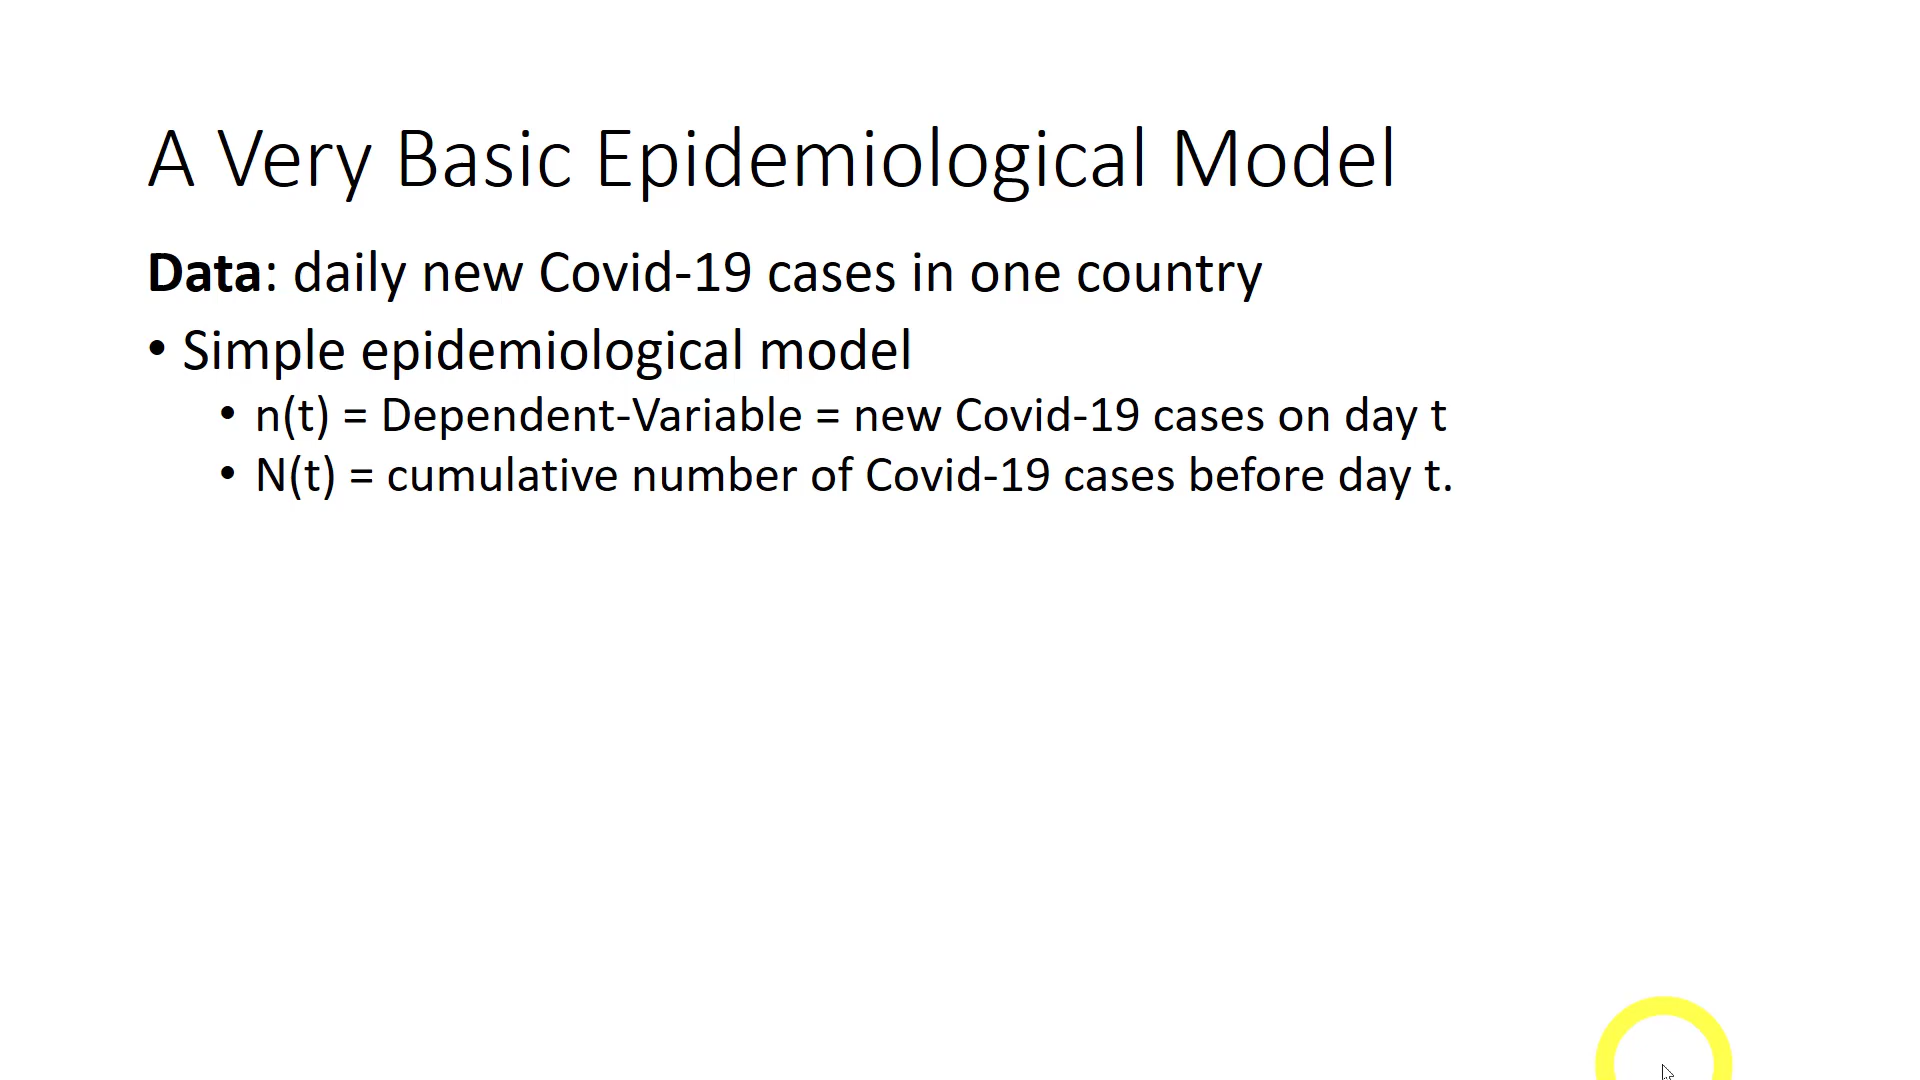 A Very Basic Epidemiological Model
Data: daily new Covid-19 cases in one country
• Simple epidemiological model
• n(t) = Dependent-Variable = new Covid-19 cases on day t
• N(t) = cumulative number of Covid-19 cases before day t.